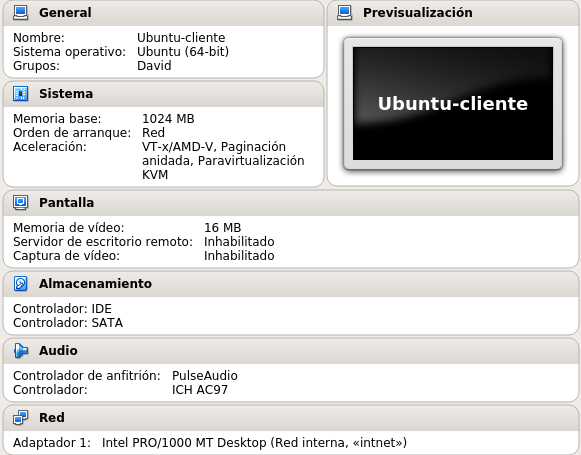 General
Nombre: Ubuntu-cliente
Sistema operativo: Ubuntu (64-bit)
Grupos: David
Previsualización
Ubuntu-cliente
Sistema
Memoria base: 1024 MB
Orden de arranque: Red
Aceleración: VT-x/AMD-V, Paginación
anidada, Paravirtualización
KVM
Pantalla
Memoria de vídeo: 16 MB
Servidor de escritorio remoto: Inhabilitado
Captura de vídeo: Inhabilitado
Almacenamiento
Controlador: IDE
Controlador: SATA
Audio
Controlador de anfitrión: PulseAudio
Controlador: ICH AC97
Red
Adaptador 1: Intel PRO/1000 MT Desktop (Red interna, «intnet»)